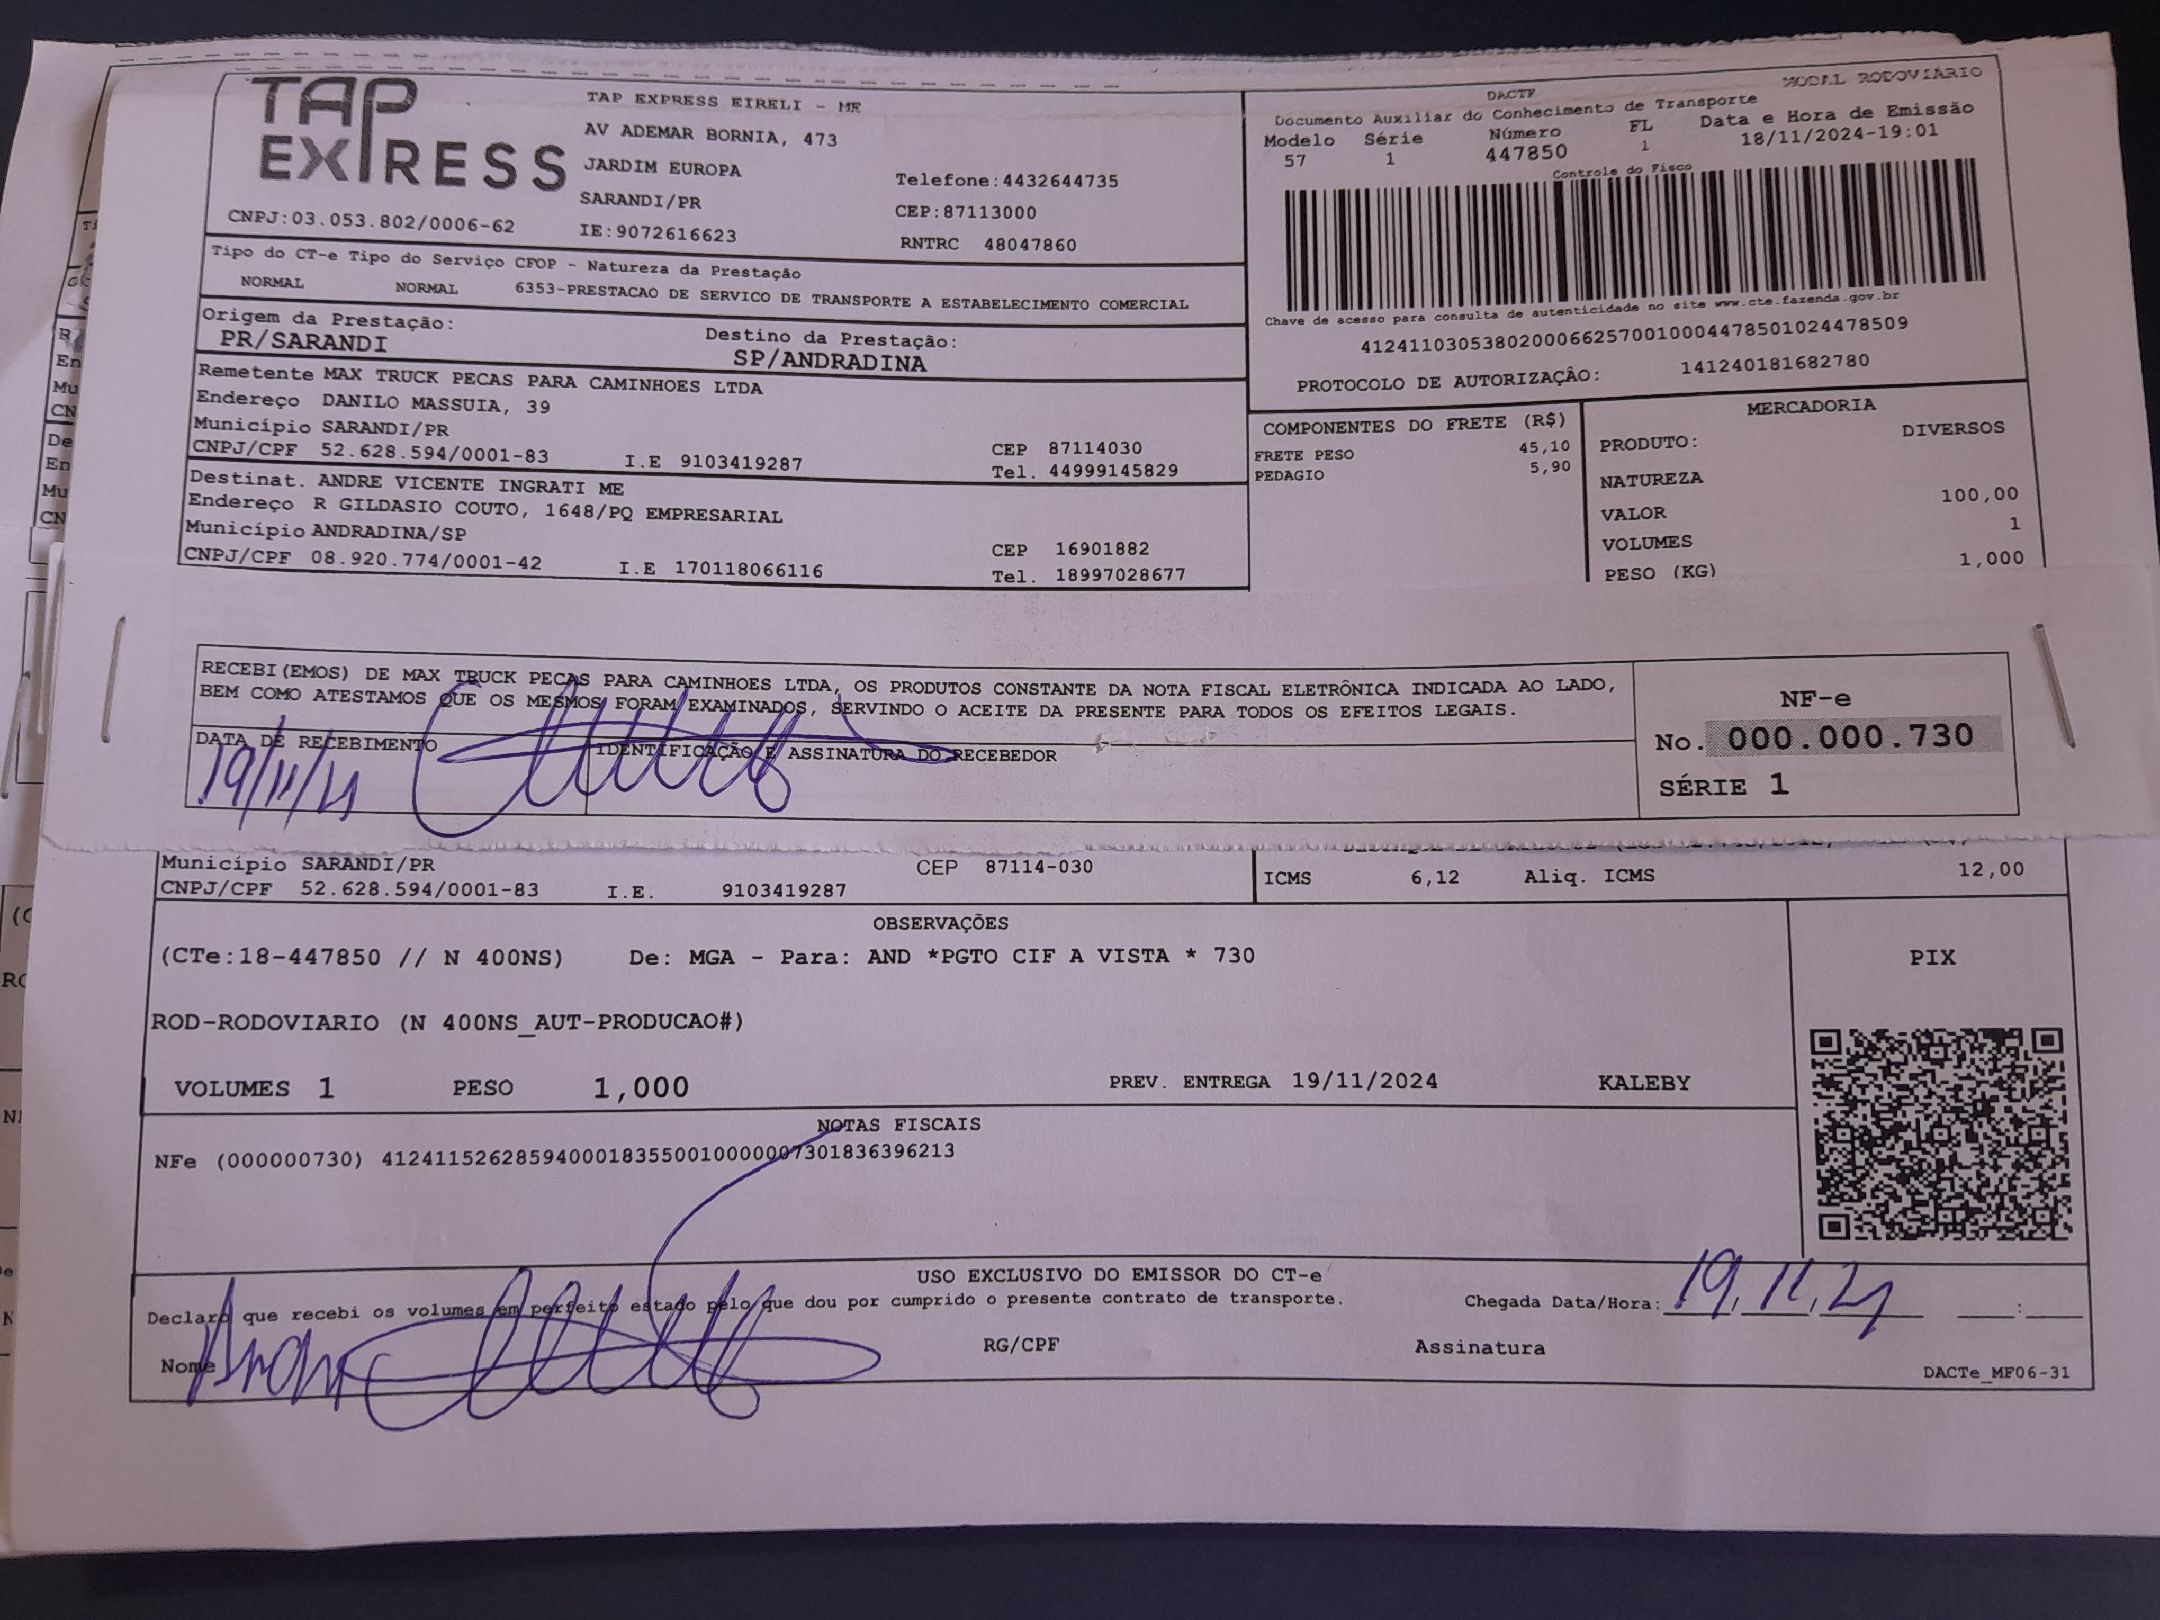 TAP EXPRESS
TAP EXPRESS EIRELI - ME
AV ADEMAR BORNIA, 473
JARDIM EUROPA
SARANDI/PR
IE:9072616623
Telefone:4432644735
CEP:87113000
RNTRC 48047860
CNPJ:03.053.802/0006-62
MODAL RODOVIÁRIO
DACTE
Documento Auxiliar do Conhecimento de Transporte
Modelo Série Número FL Data e Hora de Emissão
57 1 447850 1 18/11/2024-19:01
Controle do Fisco
Chave de acesso para consulta de autenticidade no site www.cte.fazenda.gov.br
41241103053802000662570010004478501024478509
PROTOCOLO DE AUTORIZAÇÂO: 141240181682780
Tipo do CT-e Tipo do Serviço CFOP - Natureza da Prestação
NORMAL NORMAL 6353-PRESTACAO DE SERVICO DE TRANSPORTE A ESTABELECIMENTO COMERCIAL
Origem da Prestação: Destino da Prestação:
PR/SARANDI SP/ANDRADINA
Remetente MAX TRUCK PECAS PARA CAMINHOES LTDA
Endereço DANILO MASSUIA, 39
Município SARANDI/PR CEP 87114030
CNPJ/CPF 52.628.594/0001-83 I.E 9103419287 Tel. 44999145829
Destinat. ANDRE VICENTE INGRATI ME
Endereço R GILDASIO COUTO, 1648/PQ EMPRESARIAL
Município ANDRADINA/SP CEP 16901882
CNPJ/CPF 08.920.774/0001-42 I.E 170118066116 Tel. 18997028677
COMPONENTES DO FRETE (R$)
FRETE PESO 45,10
PEDAGIO 5,90
MERCADORIA
PRODUTO: DIVERSOS
NATUREZA
VALOR 100,00
VOLUMES 1
PESO (KG) 1,000
RECEBI(EMOS) DE MAX TRUCK PECAS PARA CAMINHOES LTDA, OS PRODUTOS CONSTANTE DA NOTA FISCAL ELETRÔNICA INDICADA AO LADO,
BEM COMO ATESTAMOS QUE OS MESMOS FORAM EXAMINADOS, SERVINDO O ACEITE DA PRESENTE PARA TODOS OS EFEITOS LEGAIS.
DATA DE RECEBIMENTO IDENTIFICAÇÃO E ASSINATURA DO RECEBEDOR
19/11/24
NF-e
No. 000.000.730
SÉRIE 1
Município SARANDI/PR CEP 87114-030
CNPJ/CPF 52.628.594/0001-83 I.E. 9103419287
ICMS 6,12 Aliq. ICMS 12,00
OBSERVAÇÕES
(CTe:18-447850 // N 400NS) De: MGA - Para: AND *PGTO CIF A VISTA * 730
ROD-RODOVIARIO (N 400NS_AUT-PRODUCAO#)
VOLUMES 1 PESO 1,000 PREV. ENTREGA 19/11/2024 KALEBY
PIX
NOTAS FISCAIS
NFe (000000730) 41241152628594000183550010000007301836396213
USO EXCLUSIVO DO EMISSOR DO CT-e
Declaro que recebi os volumes em perfeito estado pelo que dou por cumprido o presente contrato de transporte. Chegada Data/Hora: 19/11/24 __:__
Nome RG/CPF Assinatura
DACTe_MF06-31